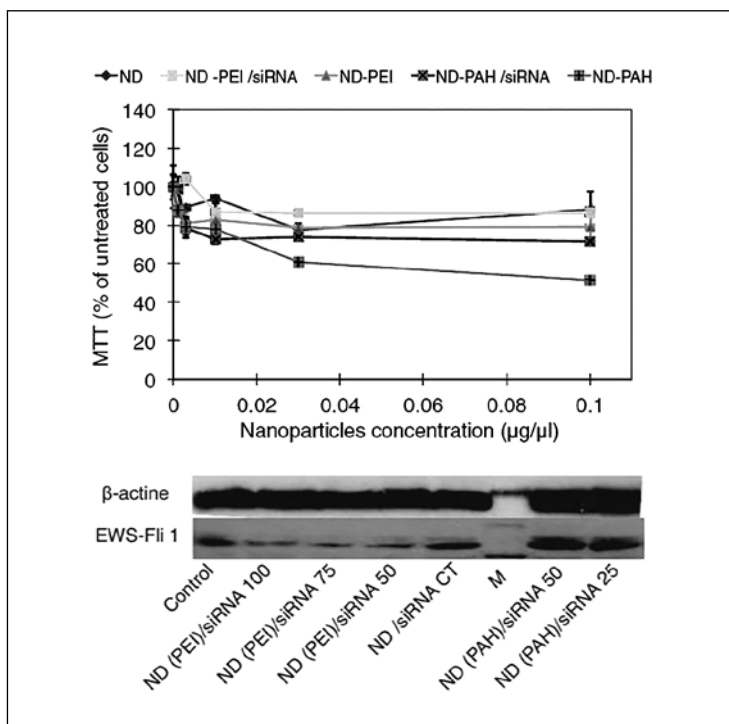 ND ND -PEI /siRNA ND-PEI ND-PAH /siRNA ND-PAH
140
120
100
80
60
40
20
0
MTT (% of untreated cells)
0 0.02 0.04 0.06 0.08 0.1
Nanoparticles concentration (µg/µl)
β-actine
EWS-Fli 1
Control
ND (PEI)/siRNA 100
ND (PEI)/siRNA 75
ND (PEI)/siRNA 50
ND /siRNA CT
M
ND (PAH)/siRNA 50
ND (PAH)/siRNA 25